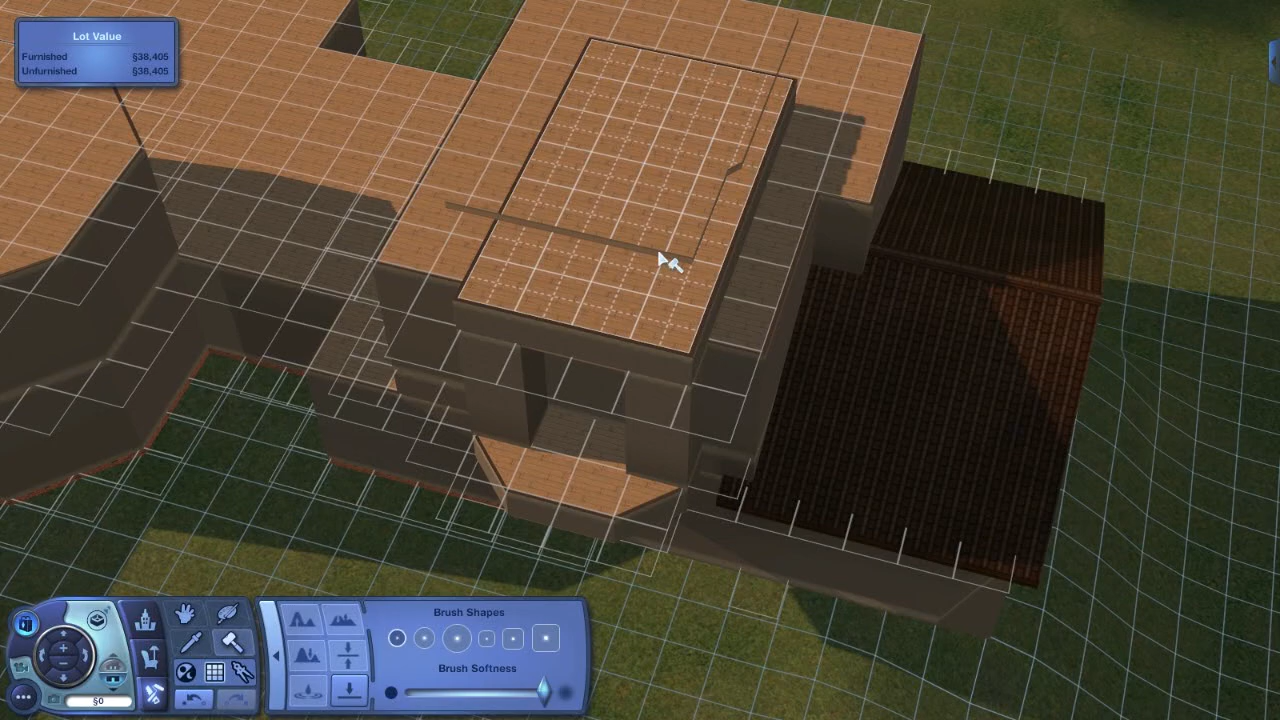 Lot Value
Furnished §38,405
Unfurnished §38,405
Brush Shapes
Brush Softness
§0